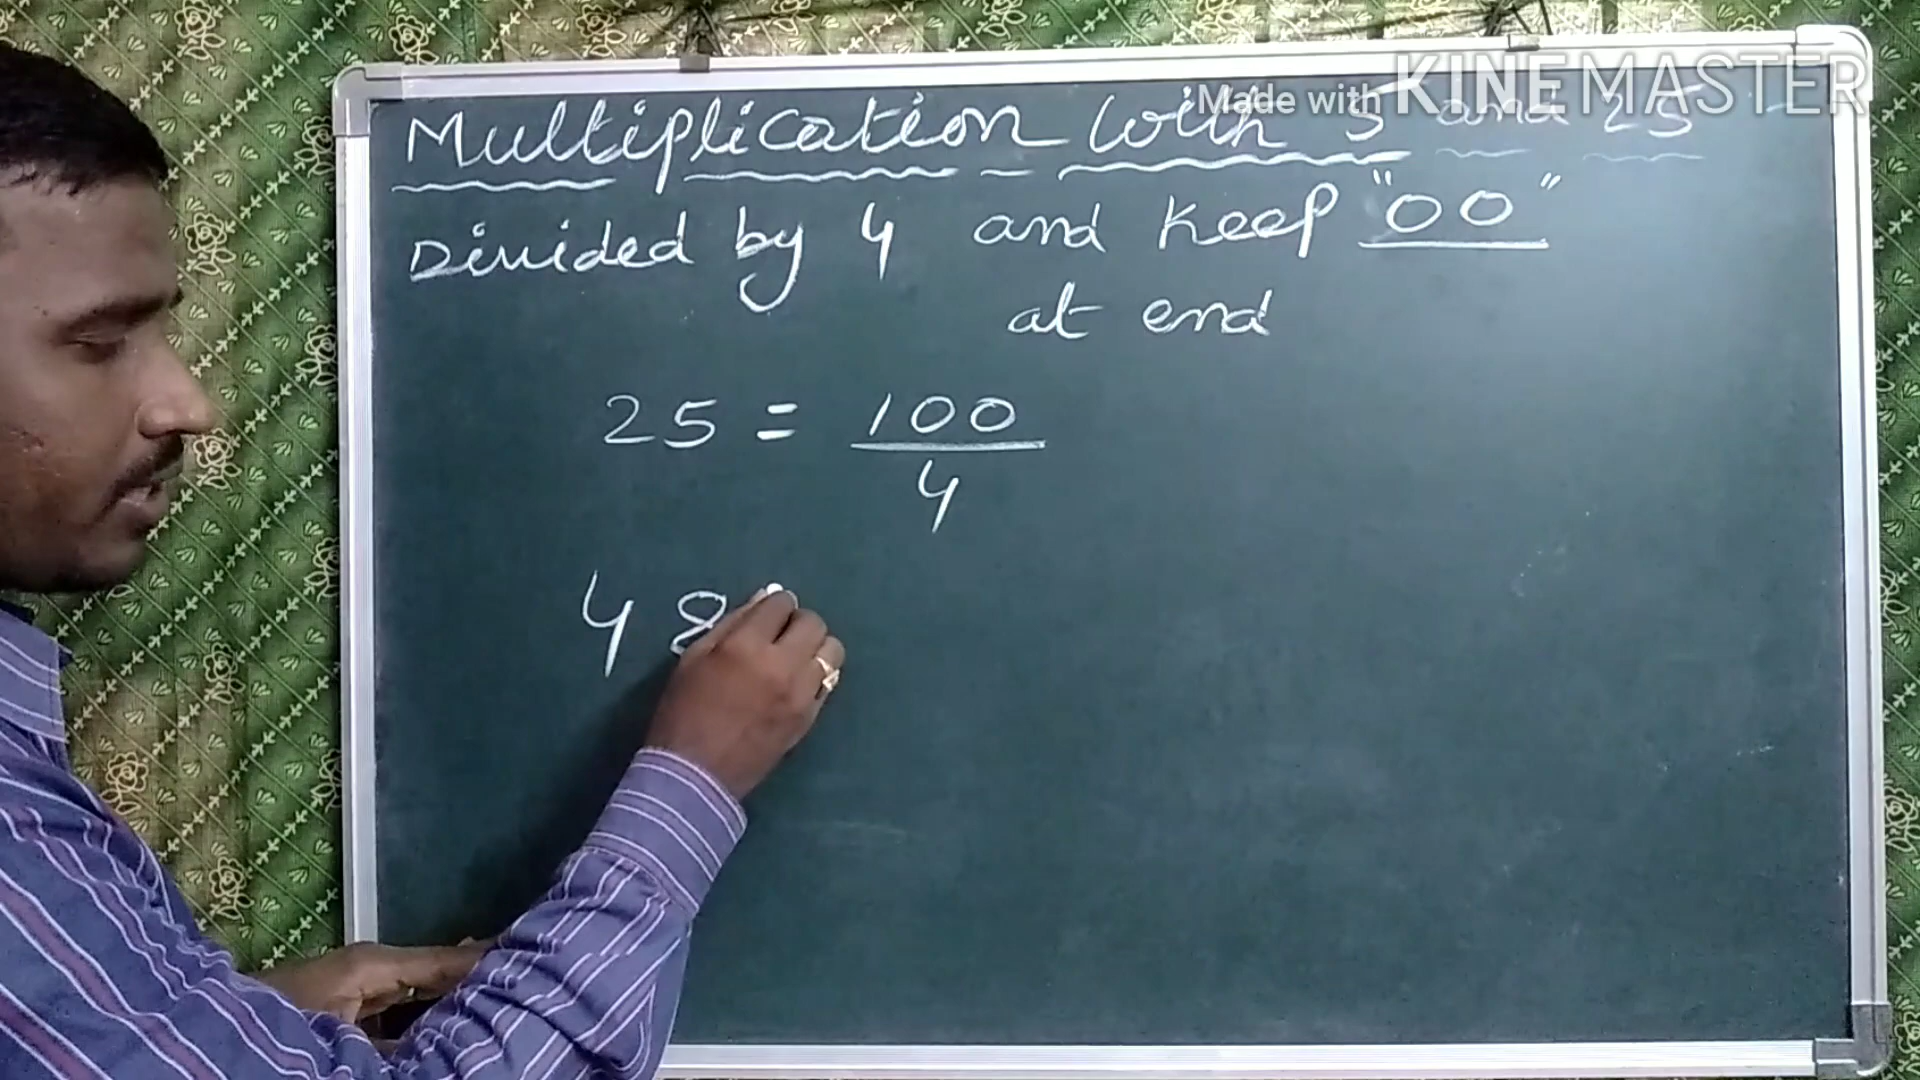 Made with KINEMASTER
Multiplication with 5 and 25
Divided by 4 and keep "00"
at end
25 = 100
4
48